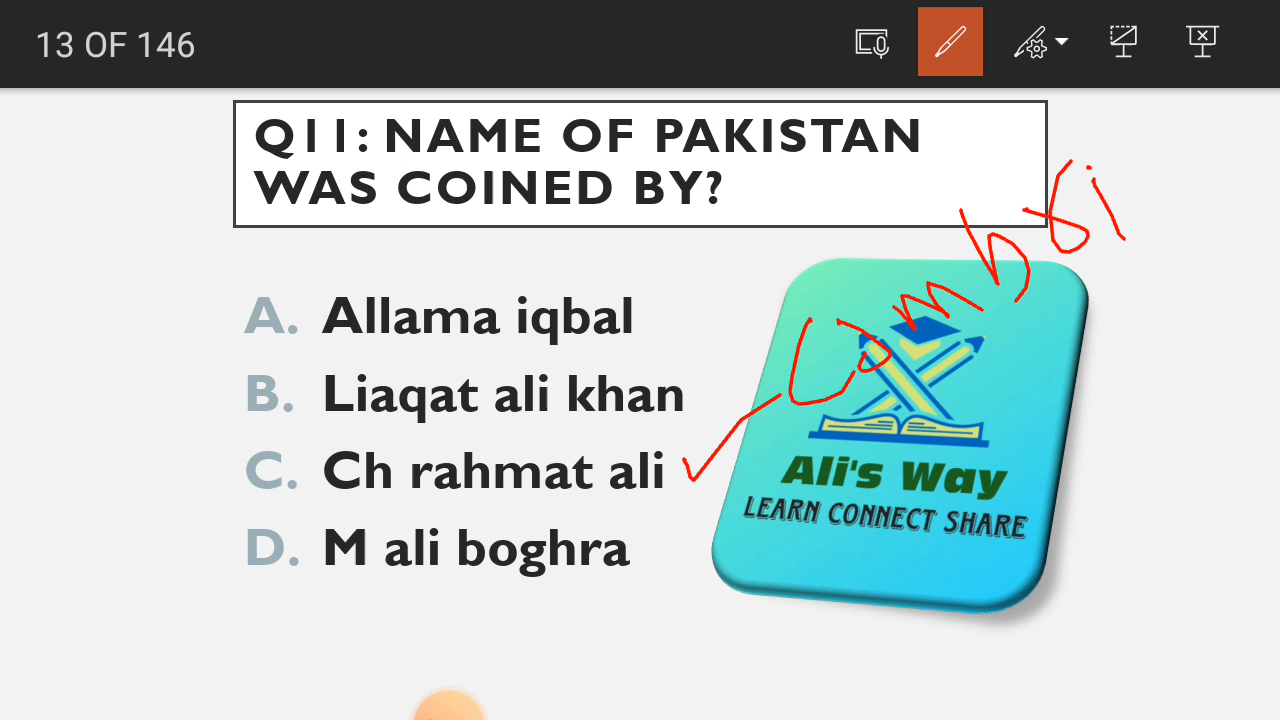 13 OF 146
Q11: NAME OF PAKISTAN
WAS COINED BY?
A. Allama iqbal
B. Liaqat ali khan
C. Ch rahmat ali
D. M ali boghra
Ali's Way
LEARN CONNECT SHARE